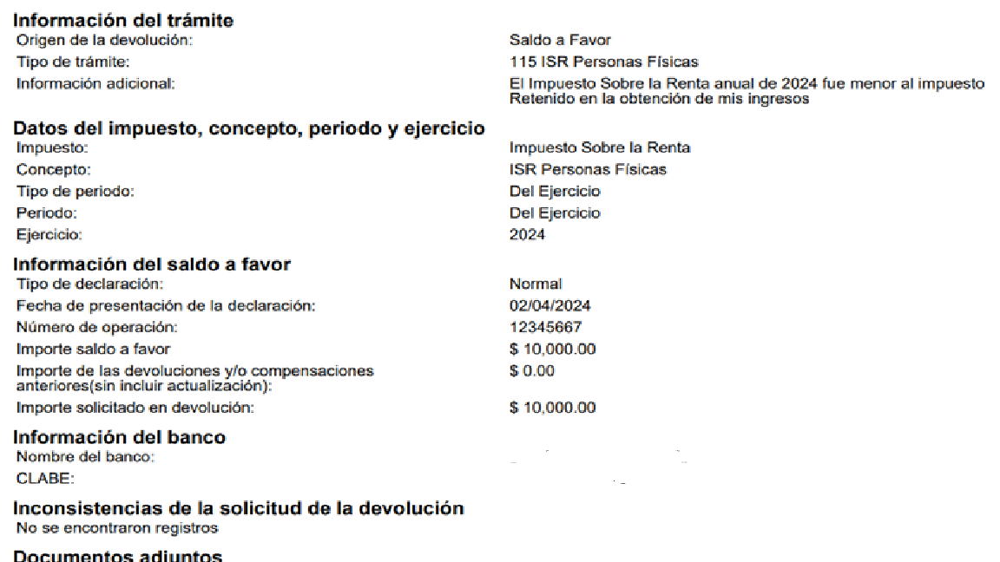 Información del trámite
Origen de la devolución: Saldo a Favor
Tipo de trámite: 115 ISR Personas Físicas
Información adicional: El Impuesto Sobre la Renta anual de 2024 fue menor al impuesto
Retenido en la obtención de mis ingresos
Datos del impuesto, concepto, periodo y ejercicio
Impuesto: Impuesto Sobre la Renta
Concepto: ISR Personas Físicas
Tipo de periodo: Del Ejercicio
Periodo: Del Ejercicio
Ejercicio: 2024
Información del saldo a favor
Tipo de declaración: Normal
Fecha de presentación de la declaración: 02/04/2024
Número de operación: 12345667
Importe saldo a favor $ 10,000.00
Importe de las devoluciones y/o compensaciones $ 0.00
anteriores(sin incluir actualización):
Importe solicitado en devolución: $ 10,000.00
Información del banco
Nombre del banco:
CLABE:
Inconsistencias de la solicitud de la devolución
No se encontraron registros
Documentos adjuntos